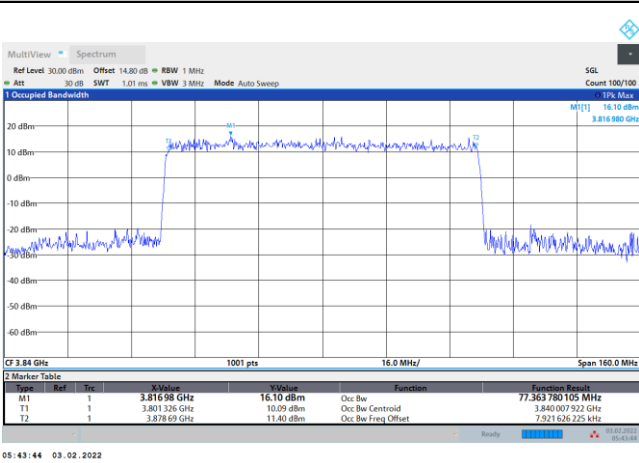 MultiView Spectrum
Ref Level 30.00 dBm Offset 14.80 dB RBW 1 MHz SGL
Att 30 dB SWT 1.01 ms VBW 3 MHz Mode Auto Sweep Count 100/100
1 Occupied Bandwidth 1Pk Max
M1[1] 16.10 dBm
3.816 980 GHz
20 dBm
M1
T1
T2
10 dBm
0 dBm
-10 dBm
-20 dBm
-30 dBm
-40 dBm
-50 dBm
-60 dBm
CF 3.84 GHz 1001 pts 16.0 MHz/ Span 160.0 MHz
2 Marker Table
Type Ref Trc X-Value Y-Value Function Function Result
M1 1 3.816 98 GHz 16.10 dBm Occ Bw 77.363 780 105 MHz
T1 1 3.801 326 GHz 10.09 dBm Occ Bw Centroid 3.840 007 922 GHz
T2 1 3.878 69 GHz 11.40 dBm Occ Bw Freq Offset 7.921 626 225 kHz
Ready 03.02.2022
05:43:44
05:43:44 03.02.2022